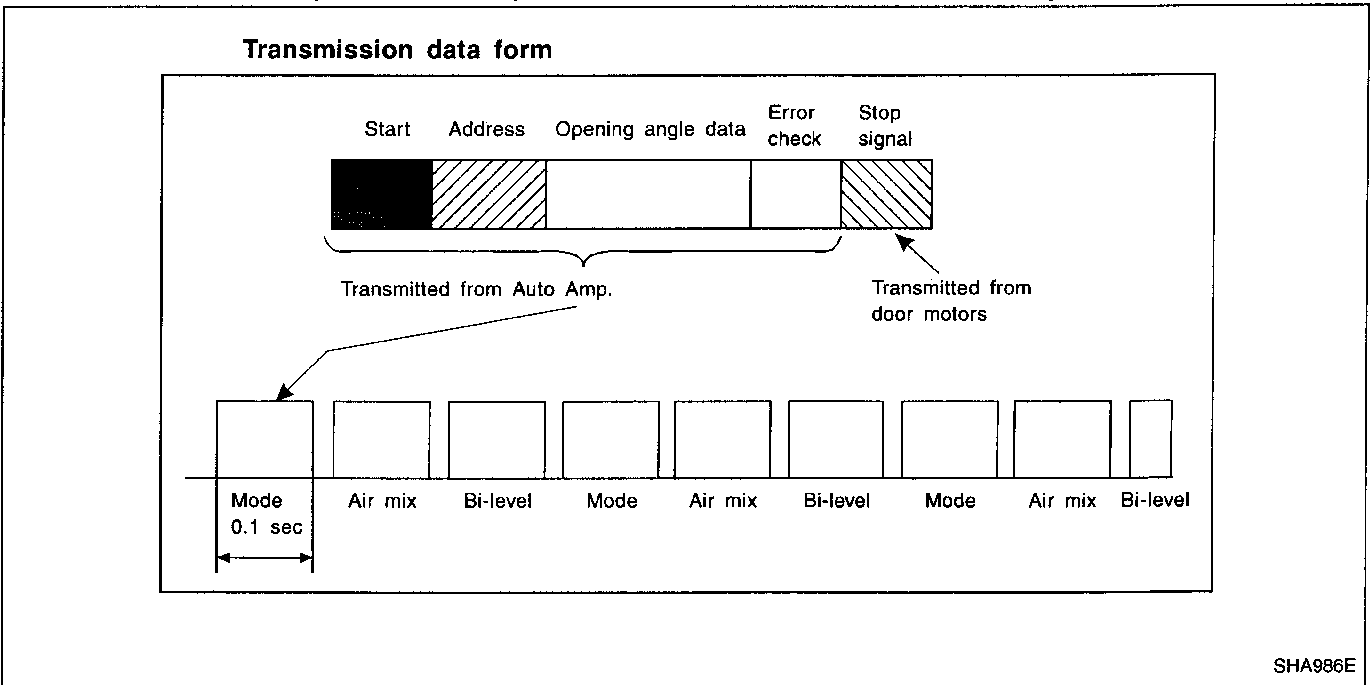 Transmission data form
Start Address Opening angle data Error check Stop signal
Transmitted from Auto Amp.
Transmitted from
door motors
Mode Air mix Bi-level Mode Air mix Bi-level Mode Air mix Bi-level
0.1 sec
SHA986E